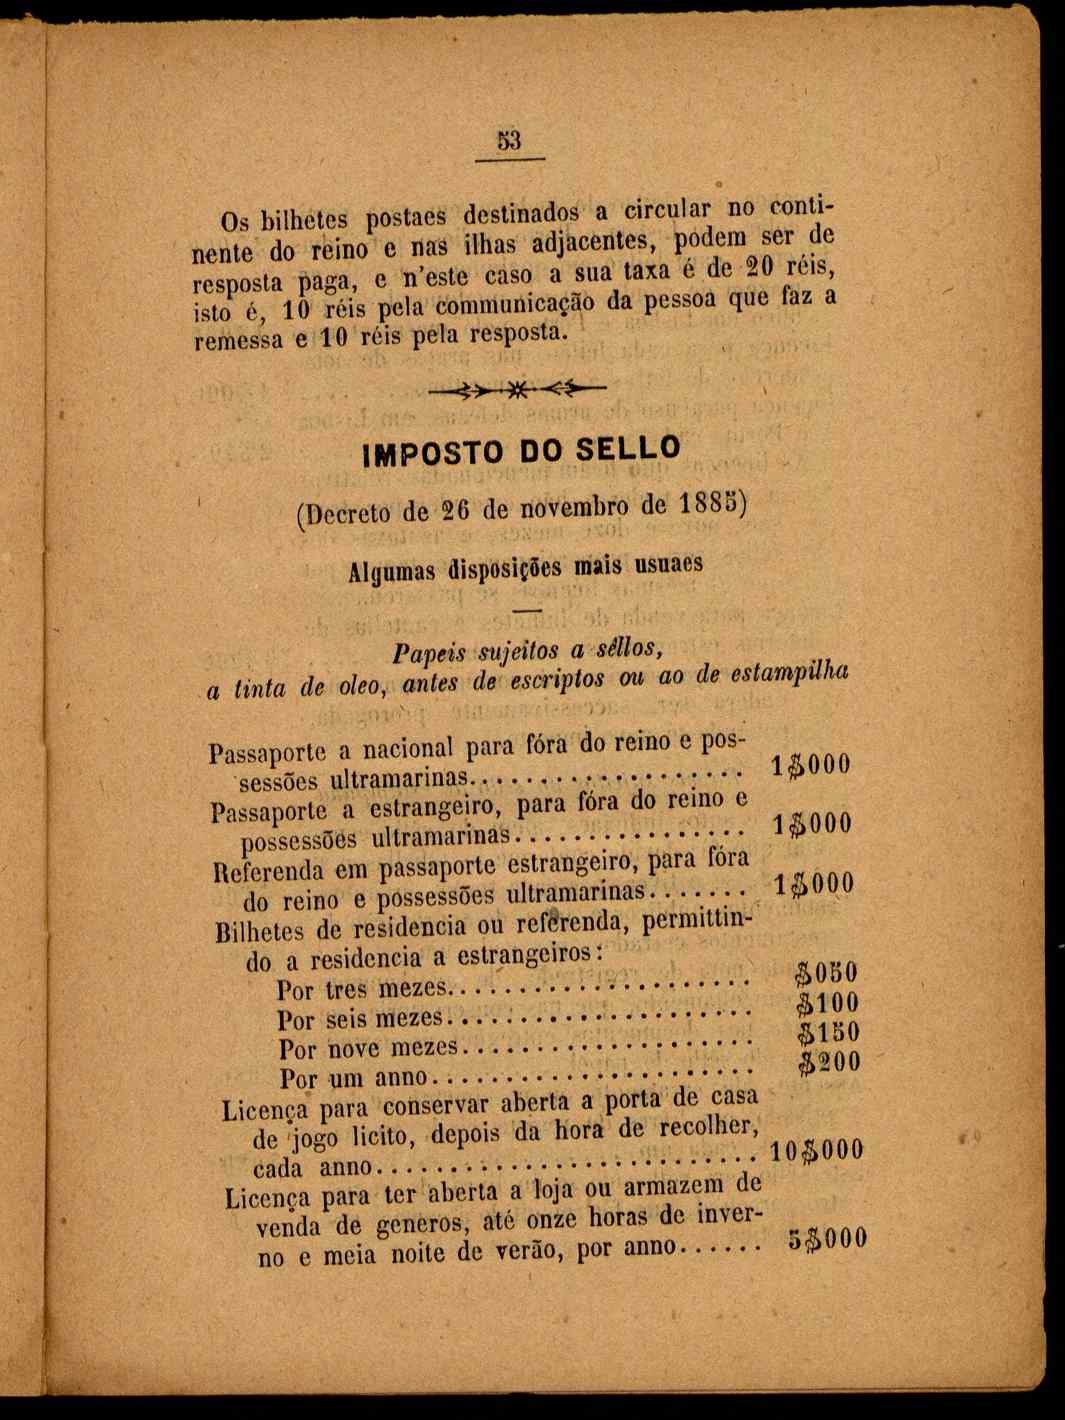 53
Os bilhetes postaes destinados a circular no conti-
nente do reino e nas ilhas adjacentes, podem ser de
resposta paga, e n'este caso a sua taxa é de 20 réis,
isto é, 10 réis pela communicação da pessoa que faz a
remessa e 10 réis pela resposta.
IMPOSTO DO SELLO
(Decreto de 26 de novembro de 1885)
Algumas disposições mais usuaes
Papeis sujeitos a sêllos,
a tinta de oleo, antes de escriptos ou ao de estampilha
Passaporte a nacional para fóra do reino e pos-
sessões ultramarinas................... 1$000
Passaporte a estrangeiro, para fóra do reino e
possessões ultramarinas................ 1$000
Referenda em passaporte estrangeiro, para fóra
do reino e possessões ultramarinas....... 1$000
Bilhetes de residencia ou referenda, permittin-
do a residencia a estrangeiros:
Por tres mezes..................... $050
Por seis mezes..................... $100
Por nove mezes.................... $150
Por um anno...................... $200
Licença para conservar aberta a porta de casa
de jogo licito, depois da hora de recolher,
cada anno.......................... 10$000
Licença para ter aberta a loja ou armazem de
venda de generos, até onze horas de inver-
no e meia noite de verão, por anno...... 5$000